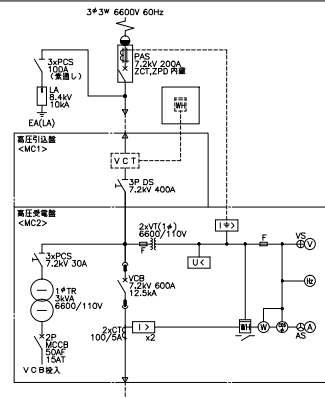 3φ3W 6600V 60Hz
3xPCS
100A
(素通し)
PAS
7.2kV 200A
ZCT,ZPD 内蔵
LA
8.4kV
10kA
EA(LA)
WH
高圧引込盤
<MC1>
VCT
3P DS
7.2kV 400A
高圧受電盤
<MC2>
2xVT(1φ)
6600/110V
F
I⊕>
F
VS
V
U<
3xPCS
7.2kV 30A
Hz
VCB
7.2kV 600A
12.5kA
1φTR
3kVA
6600/110V
2xCT
100/5A
I >
x2
WH
W
A
AS
2P
MCCB
50AF
15AT
VCB投入